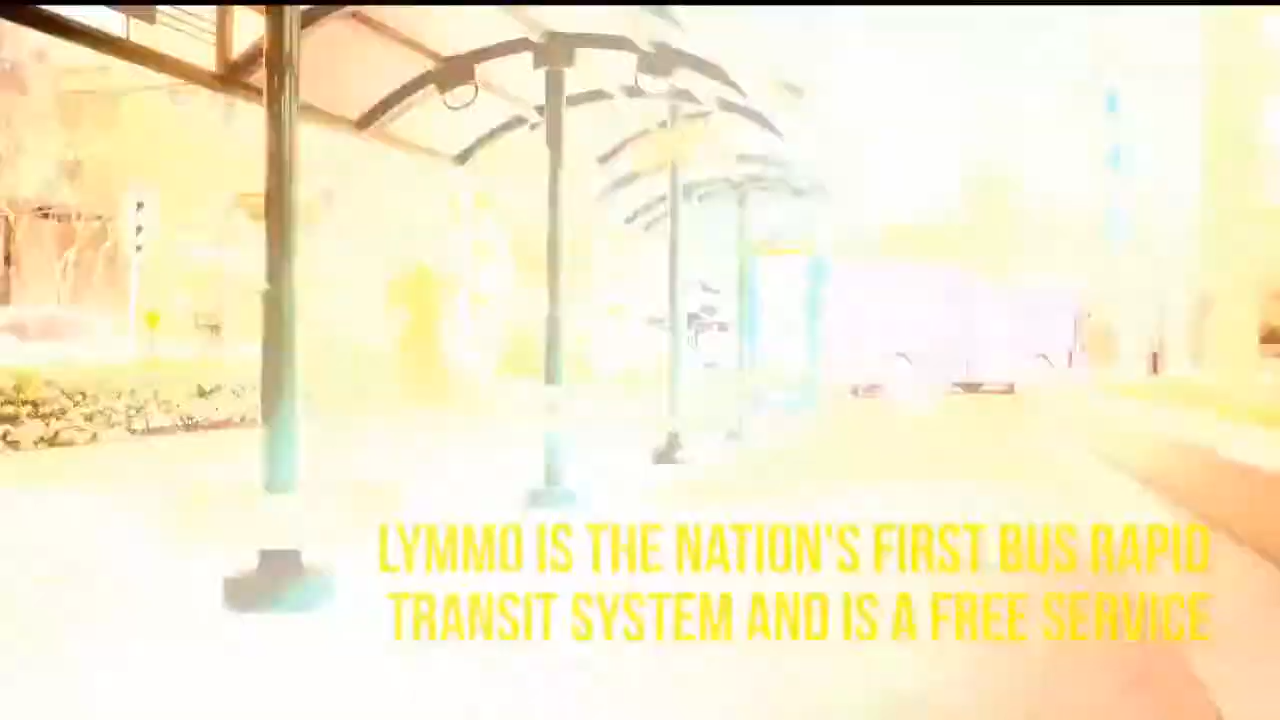 LYMMO IS THE NATION'S FIRST BUS RAPID
TRANSIT SYSTEM AND IS A FREE SERVICE